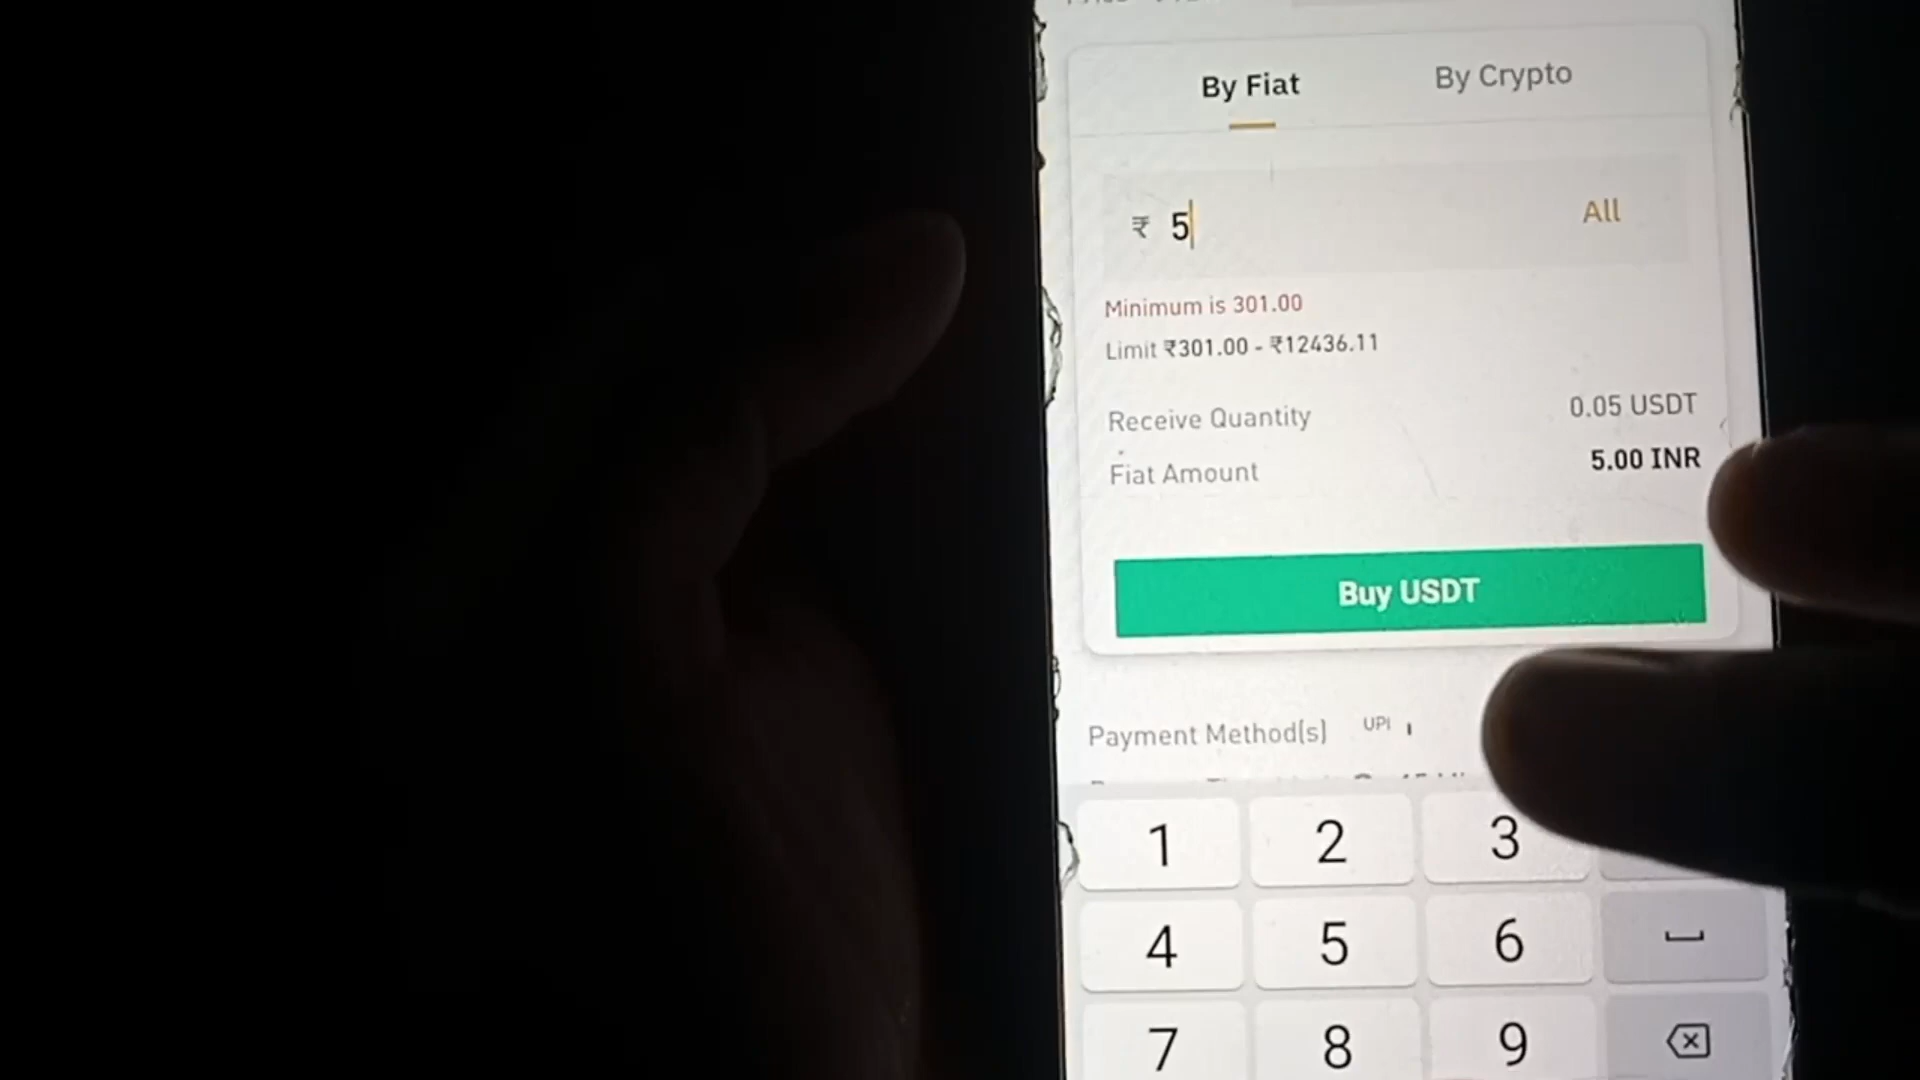 By Fiat By Crypto
₹ 5 All
Minimum is 301.00
Limit ₹301.00 - ₹12436.11
Receive Quantity 0.05 USDT
Fiat Amount 5.00 INR
Buy USDT
Payment Method(s) UPI
1 2 3
4 5 6
7 8 9